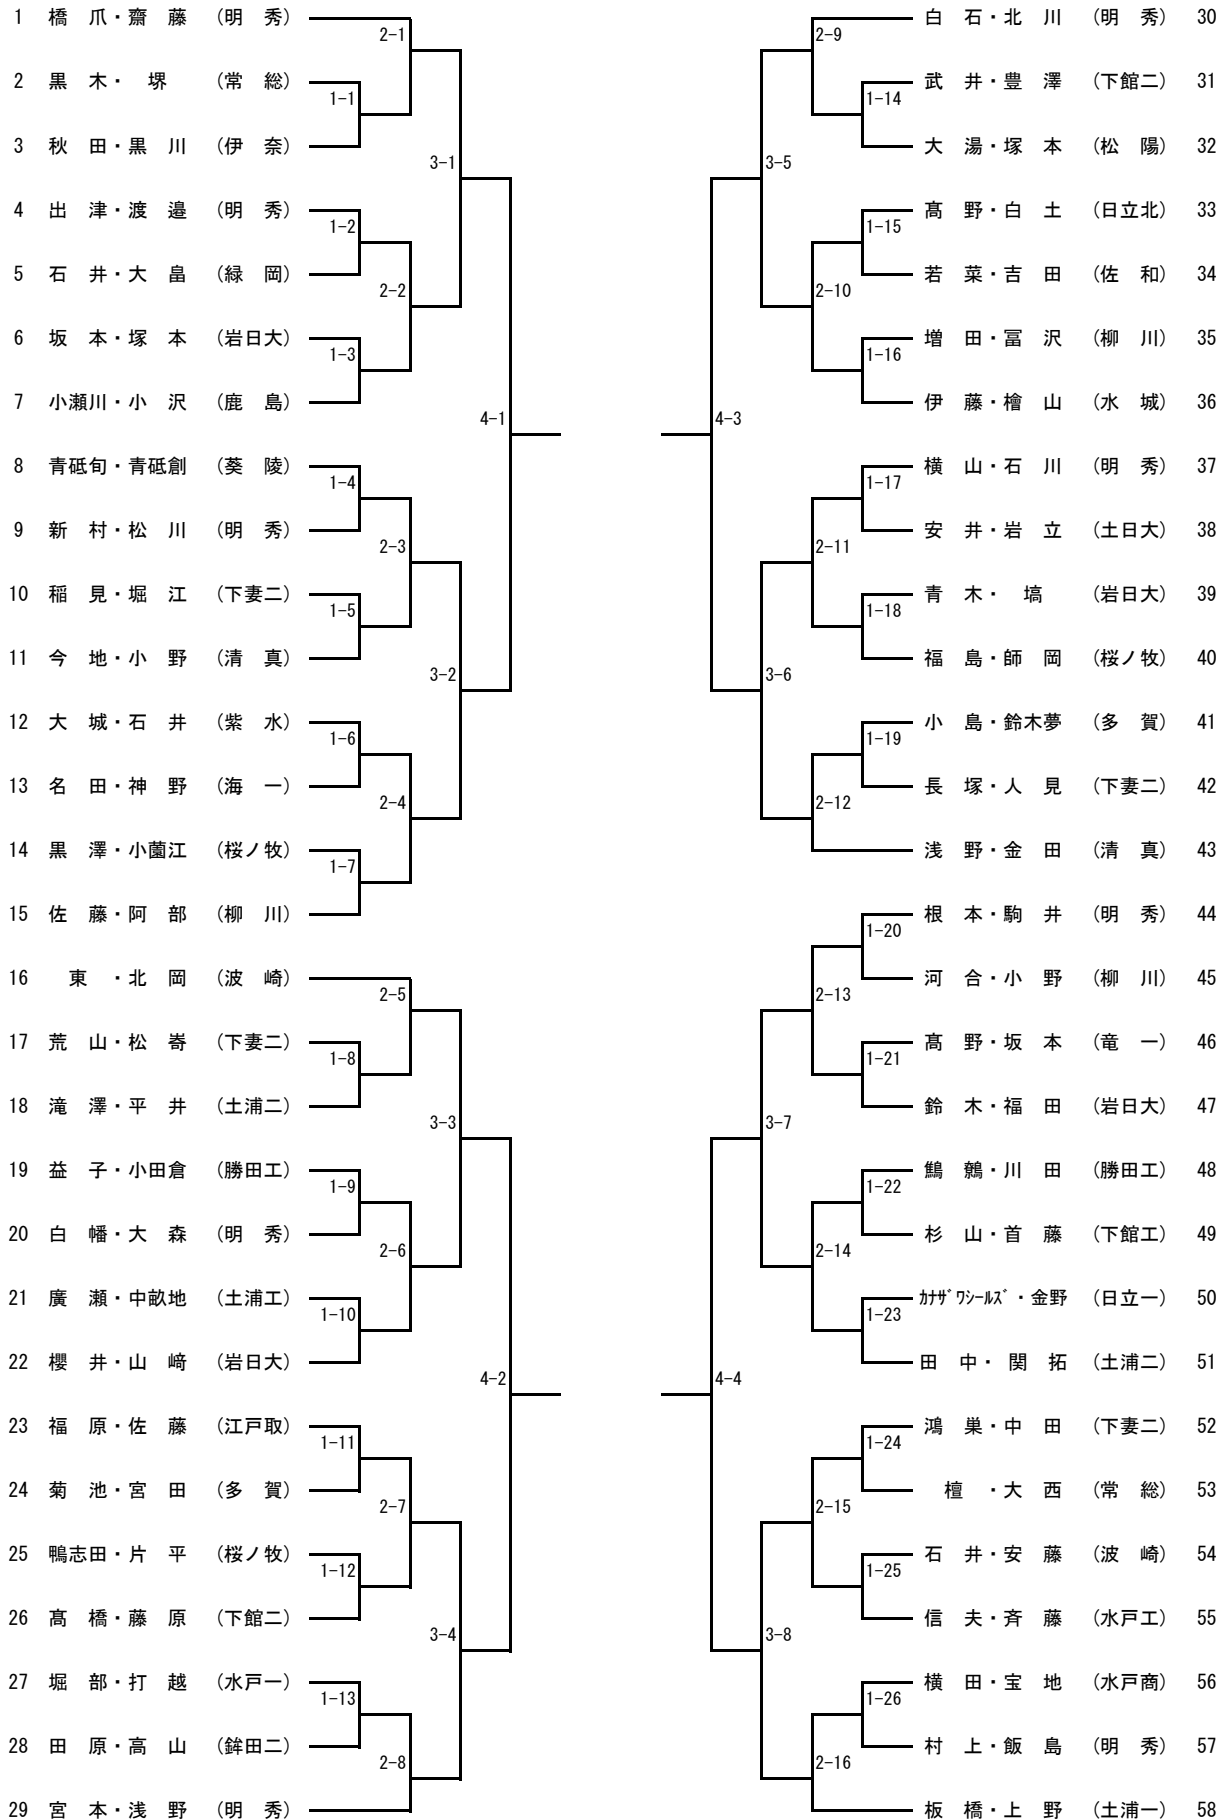 1 橋 爪・齋 藤 (明 秀)
2-1
2 黒 木・ 堺 (常 総)
1-1
3 秋 田・黒 川 (伊 奈)
3-1
4 出 津・渡 邉 (明 秀)
1-2
5 石 井・大 畠 (緑 岡)
2-2
6 坂 本・塚 本 (岩日大)
1-3
7 小瀬川・小 沢 (鹿 島)
4-1
8 青砥旬・青砥創 (葵 陵)
1-4
9 新 村・松 川 (明 秀)
2-3
10 稲 見・堀 江 (下妻二)
1-5
11 今 地・小 野 (清 真)
3-2
12 大 城・石 井 (紫 水)
1-6
13 名 田・神 野 (海 一)
2-4
14 黒 澤・小薗江 (桜ノ牧)
1-7
15 佐 藤・阿 部 (柳 川)
16 東 ・北 岡 (波 崎)
2-5
17 荒 山・松 嵜 (下妻二)
1-8
18 滝 澤・平 井 (土浦二)
3-3
19 益 子・小田倉 (勝田工)
1-9
20 白 幡・大 森 (明 秀)
2-6
21 廣 瀬・中畝地 (土浦工)
1-10
22 櫻 井・山 﨑 (岩日大)
4-2
23 福 原・佐 藤 (江戸取)
1-11
24 菊 池・宮 田 (多 賀)
2-7
25 鴨志田・片 平 (桜ノ牧)
1-12
26 髙 橋・藤 原 (下館二)
3-4
27 堀 部・打 越 (水戸一)
1-13
28 田 原・高 山 (鉾田二)
2-8
29 宮 本・浅 野 (明 秀)
白 石・北 川 (明 秀) 30
2-9
武 井・豊 澤 (下館二) 31
1-14
大 湯・塚 本 (松 陽) 32
3-5
髙 野・白 土 (日立北) 33
1-15
若 菜・吉 田 (佐 和) 34
2-10
増 田・冨 沢 (柳 川) 35
1-16
伊 藤・檜 山 (水 城) 36
4-3
横 山・石 川 (明 秀) 37
1-17
安 井・岩 立 (土日大) 38
2-11
青 木・ 塙 (岩日大) 39
1-18
福 島・師 岡 (桜ノ牧) 40
3-6
小 島・鈴木夢 (多 賀) 41
1-19
長 塚・人 見 (下妻二) 42
2-12
浅 野・金 田 (清 真) 43
根 本・駒 井 (明 秀) 44
1-20
河 合・小 野 (柳 川) 45
2-13
髙 野・坂 本 (竜 一) 46
1-21
鈴 木・福 田 (岩日大) 47
3-7
鷦 鷯・川 田 (勝田工) 48
1-22
杉 山・首 藤 (下館工) 49
2-14
ｶﾅｻﾞﾜｼｰﾙｽﾞ・金野 (日立一) 50
1-23
田 中・ 関 拓 (土浦二) 51
4-4
鴻 巣・中 田 (下妻二) 52
1-24
檀 ・大 西 (常 総) 53
2-15
石 井・安 藤 (波 崎) 54
1-25
信 夫・斉 藤 (水戸工) 55
3-8
横 田・宝 地 (水戸商) 56
1-26
村 上・飯 島 (明 秀) 57
2-16
板 橋・上 野 (土浦一) 58